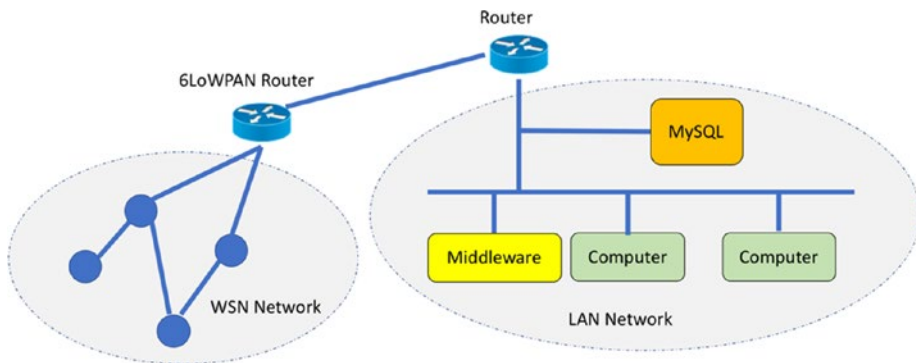 Router
6LoWPAN Router
MySQL
Middleware
Computer
Computer
WSN Network
LAN Network